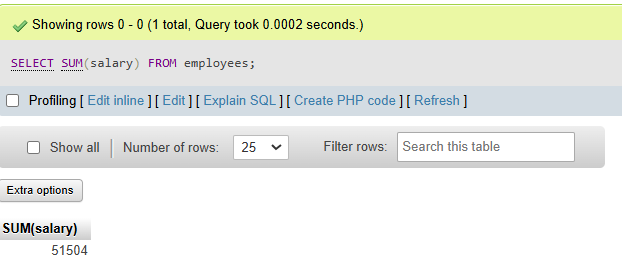 Showing rows 0 - 0 (1 total, Query took 0.0002 seconds.)
SELECT SUM(salary) FROM employees;
Profiling [ Edit inline ] [ Edit ] [ Explain SQL ] [ Create PHP code ] [ Refresh ]
Show all | Number of rows: 25 Filter rows: Search this table
Extra options
SUM(salary)
51504